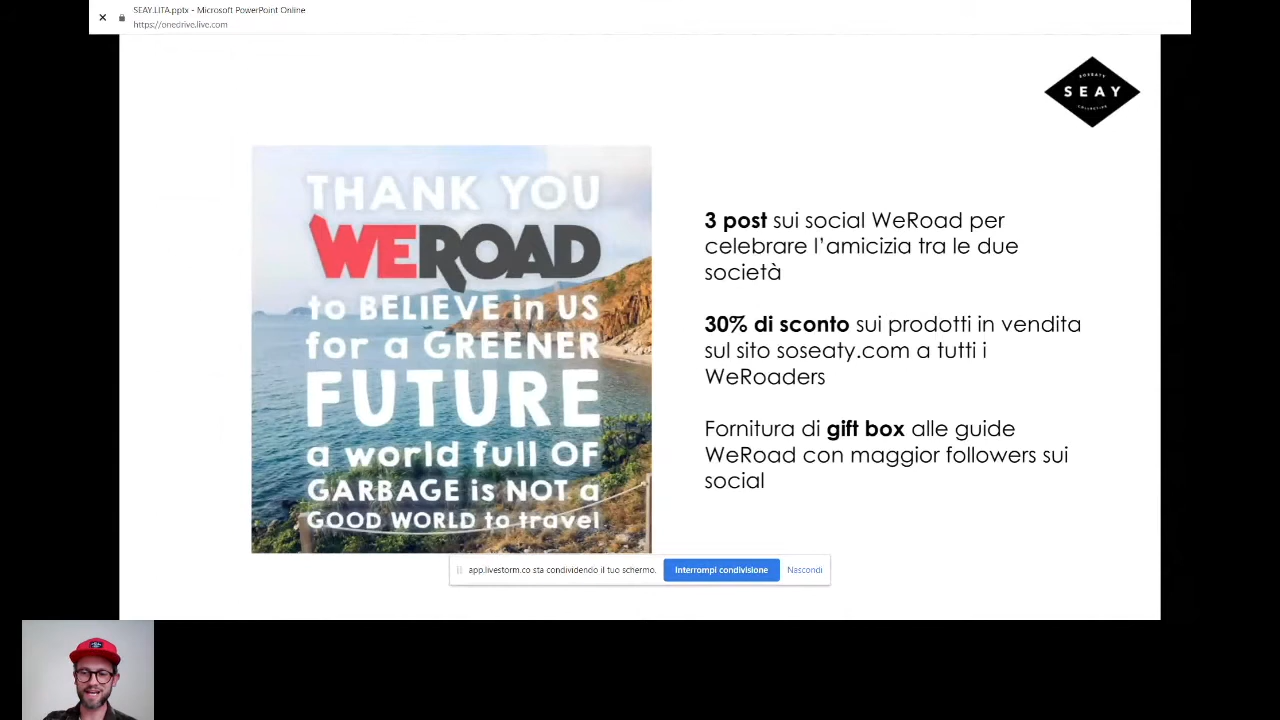 SEAY.LITA.pptx - Microsoft PowerPoint Online
https://onedrive.live.com
SEAY
COLLECTIVE
THANK YOU
WEROAD
to BELIEVE in US
for a GREENER
FUTURE
a world full OF
GARBAGE is NOT a
GOOD WORLD to travel
3 post sui social WeRoad per
celebrare l’amicizia tra le due
società
30% di sconto sui prodotti in vendita
sul sito soseaty.com a tutti i
WeRoaders
Fornitura di gift box alle guide
WeRoad con maggior followers sui
social
app.livestorm.co sta condividendo il tuo schermo.
Interrompi condivisione
Nascondi